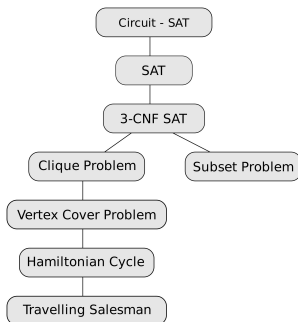 Circuit - SAT
SAT
3-CNF SAT
Clique Problem
Subset Problem
Vertex Cover Problem
Hamiltonian Cycle
Travelling Salesman